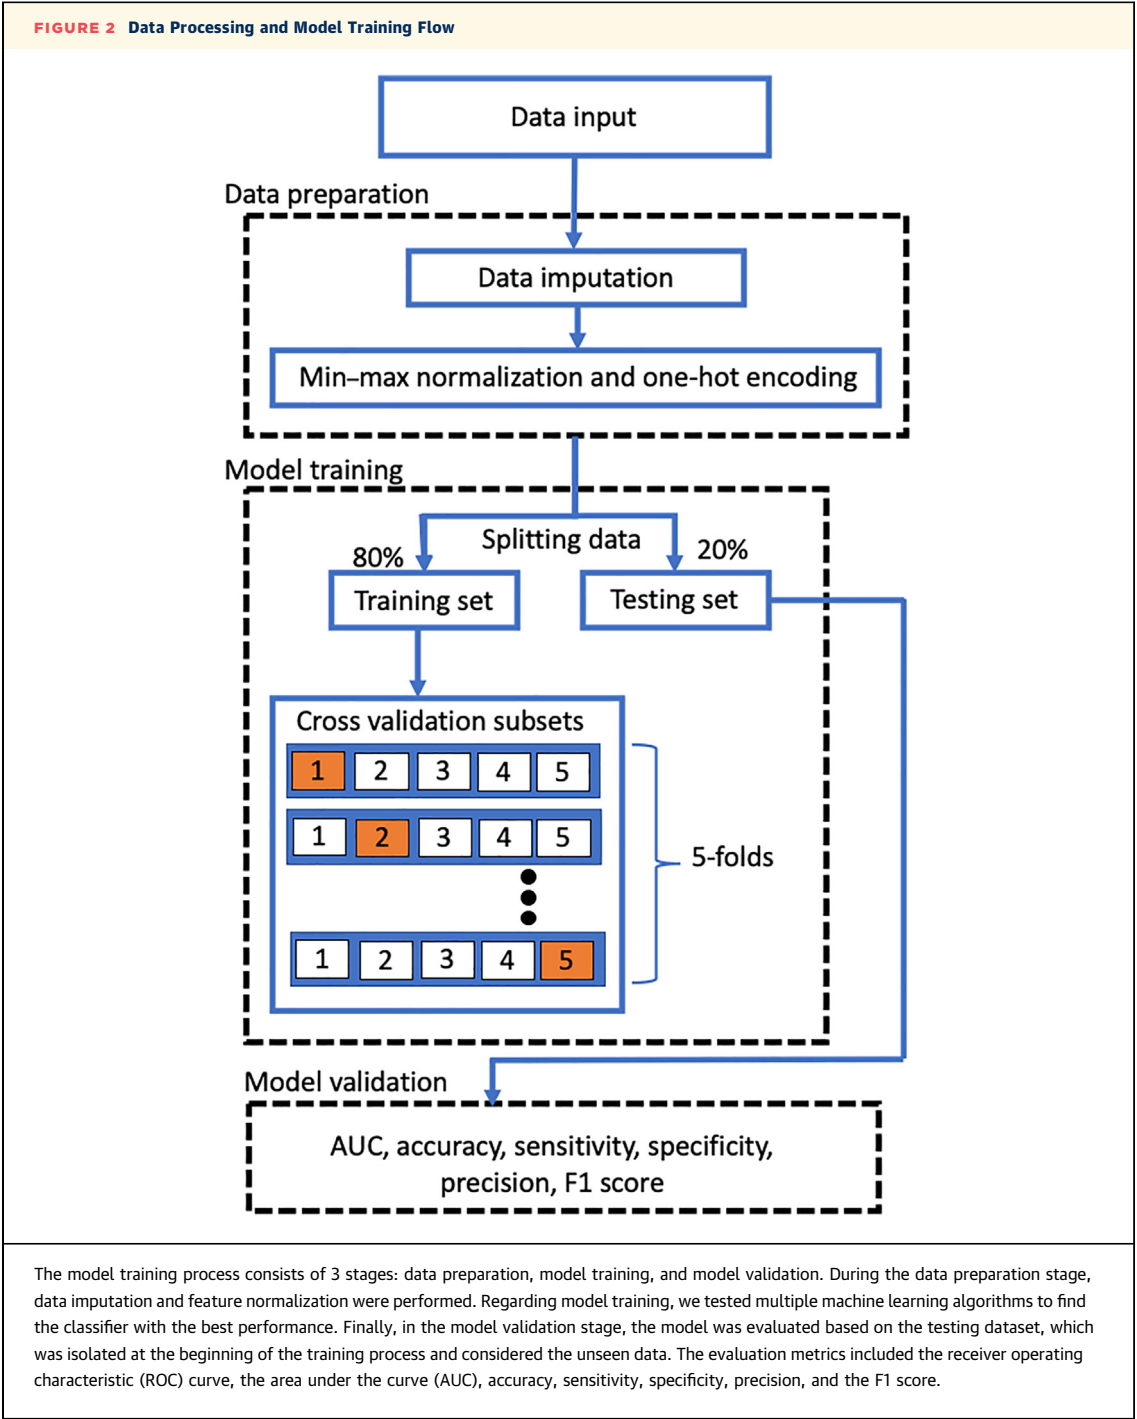 FIGURE 2 Data Processing and Model Training Flow
Data input
Data preparation
Data imputation
Min–max normalization and one-hot encoding
Model training
Splitting data
80%
20%
Training set
Testing set
Cross validation subsets
1 2 3 4 5
1 2 3 4 5
5-folds
1 2 3 4 5
Model validation
AUC, accuracy, sensitivity, specificity,
precision, F1 score
The model training process consists of 3 stages: data preparation, model training, and model validation. During the data preparation stage,
data imputation and feature normalization were performed. Regarding model training, we tested multiple machine learning algorithms to find
the classifier with the best performance. Finally, in the model validation stage, the model was evaluated based on the testing dataset, which
was isolated at the beginning of the training process and considered the unseen data. The evaluation metrics included the receiver operating
characteristic (ROC) curve, the area under the curve (AUC), accuracy, sensitivity, specificity, precision, and the F1 score.